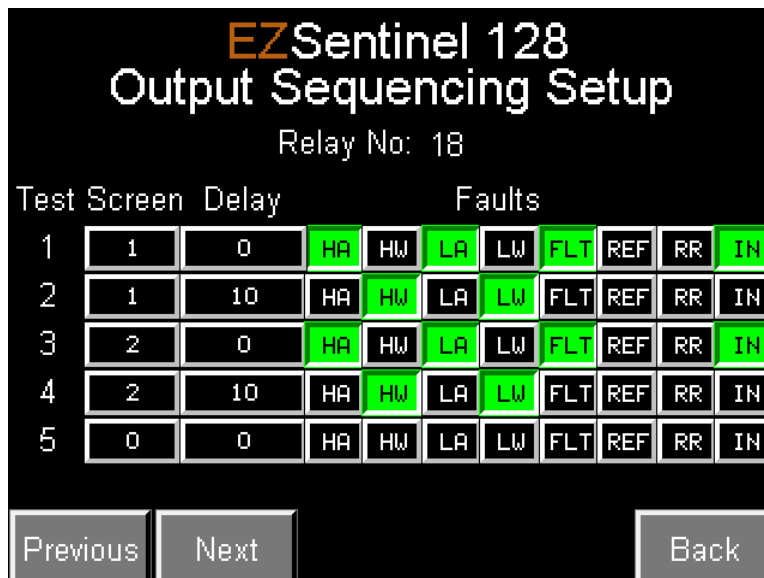 EZSentinel 128
Output Sequencing Setup
Relay No: 18
Test Screen Delay Faults
1 1 0 HA HW LA LW FLT REF RR IN
2 1 10 HA HW LA LW FLT REF RR IN
3 2 0 HA HW LA LW FLT REF RR IN
4 2 10 HA HW LA LW FLT REF RR IN
5 0 0 HA HW LA LW FLT REF RR IN
Previous Next Back